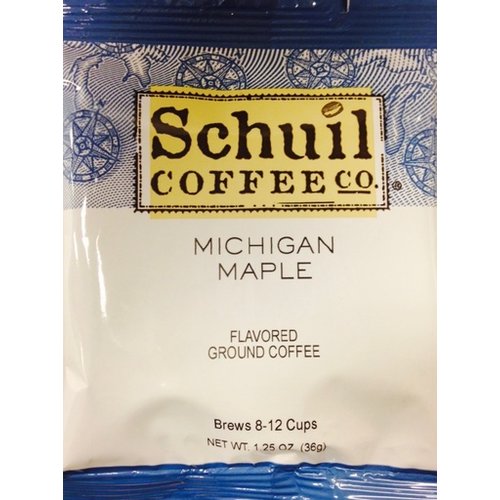 Schuil
COFFEE CO.®
MICHIGAN
MAPLE
FLAVORED
GROUND COFFEE
Brews 8-12 Cups
NET WT. 1.25 OZ. (36g)